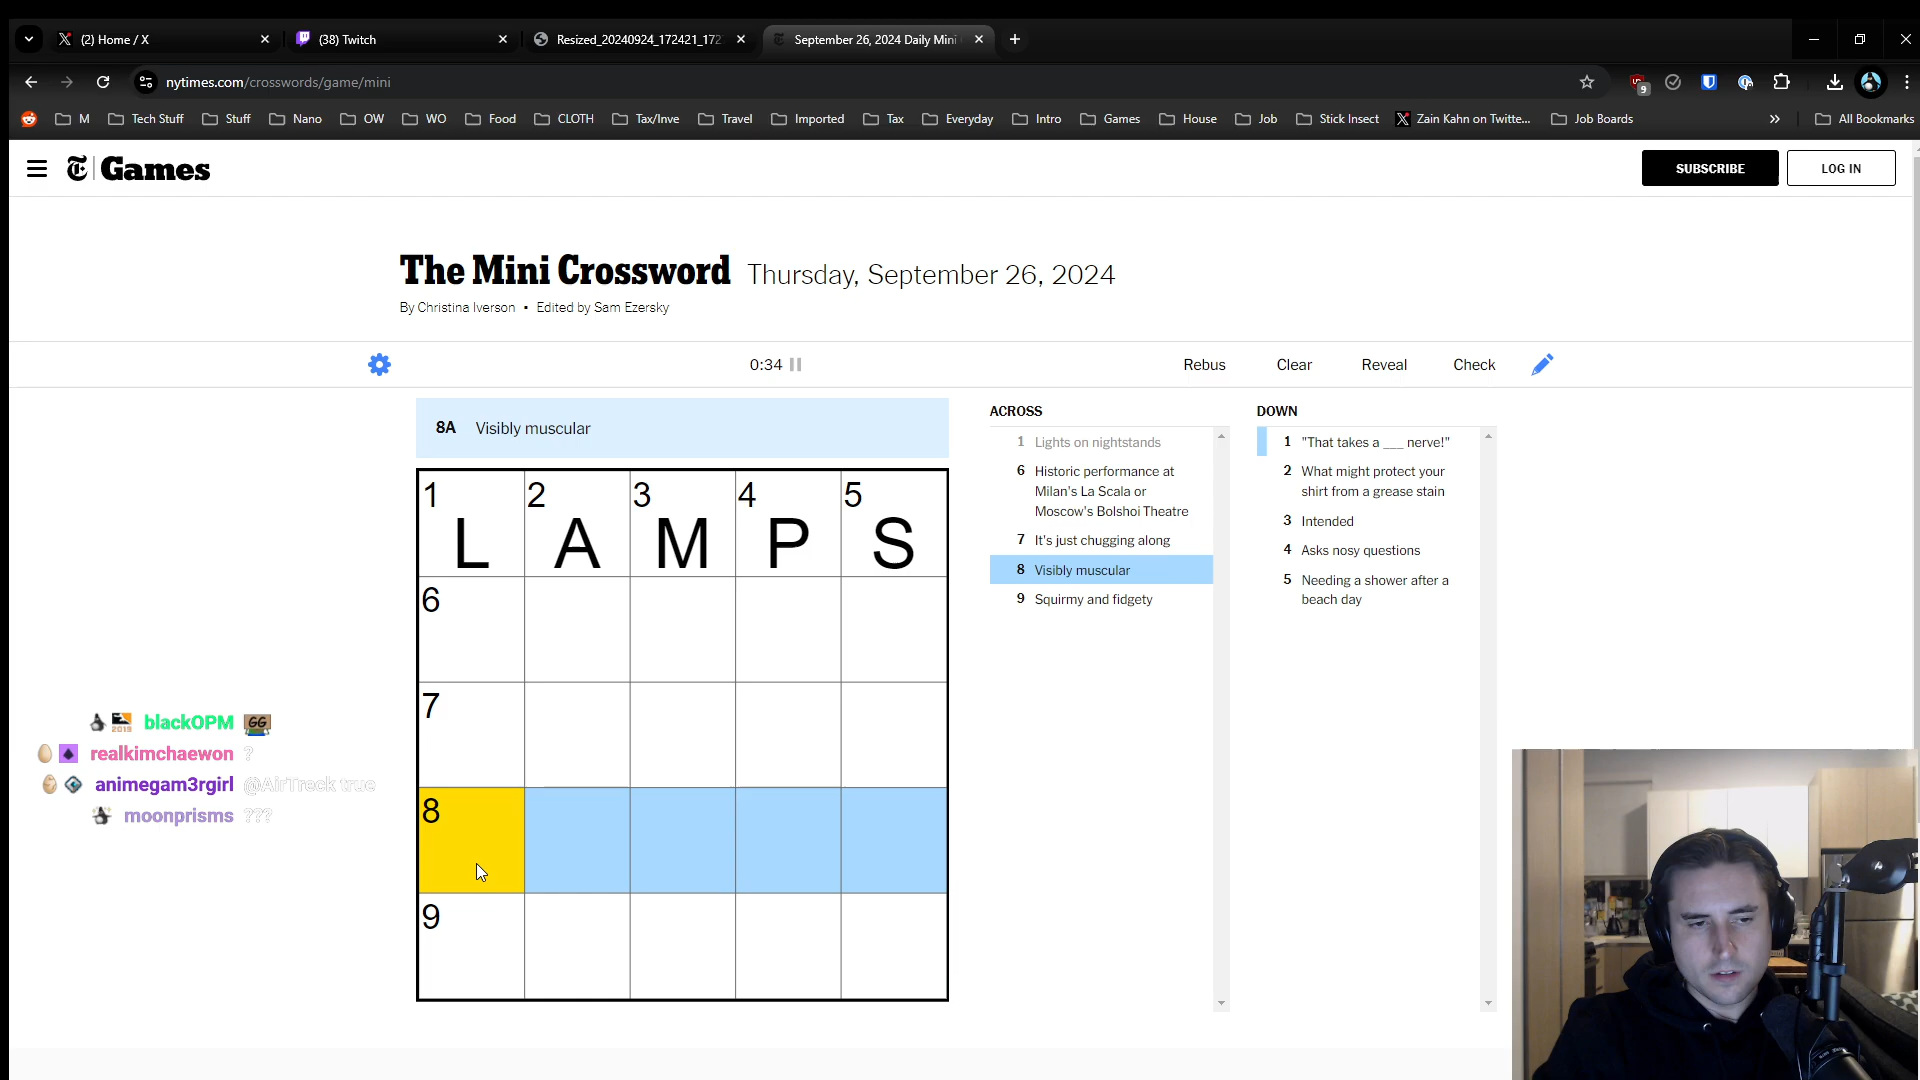 (2) Home / X
(38) Twitch
Resized_20240924_172421_172
September 26, 2024 Daily Mini
nytimes.com/crosswords/game/mini
9
M
Tech Stuff
Stuff
Nano
OW
WO
Food
CLOTH
Tax/Inve
Travel
Imported
Tax
Everyday
Intro
Games
House
Job
Stick Insect
Zain Kahn on Twitte...
Job Boards
»
All Bookmarks
T Games
SUBSCRIBE
LOG IN
The Mini Crossword Thursday, September 26, 2024
By Christina Iverson • Edited by Sam Ezersky
0:34
Rebus
Clear
Reveal
Check
8A Visibly muscular
1 2 3 4 5
L A M P S
6
7
8
9
ACROSS
1 Lights on nightstands
6 Historic performance at
Milan's La Scala or
Moscow's Bolshoi Theatre
7 It's just chugging along
8 Visibly muscular
9 Squirmy and fidgety
DOWN
1 "That takes a ___ nerve!"
2 What might protect your
shirt from a grease stain
3 Intended
4 Asks nosy questions
5 Needing a shower after a
beach day
2019 blackOPM GG
realkimchaewon ?
animegam3rgirl @AirTreck true
moonprisms ???